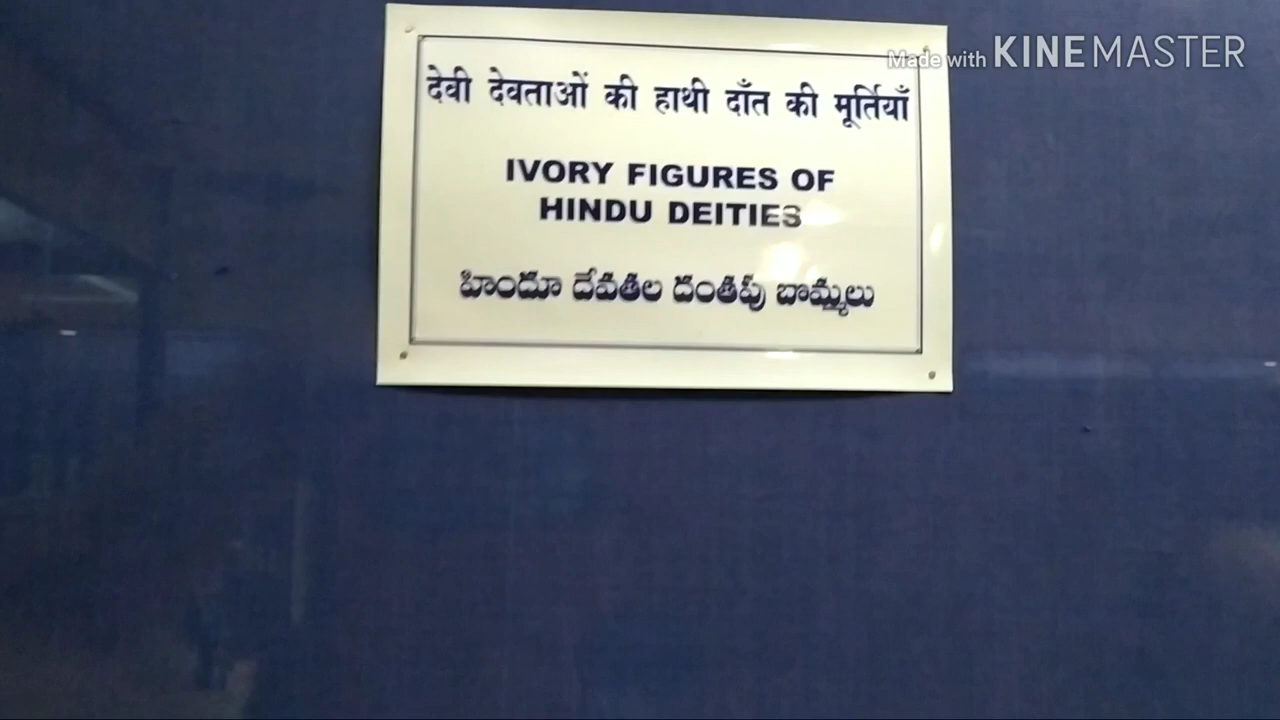 Made with KINEMASTER
देवी देवताओं की हाथी दाँत की मूर्तियाँ
IVORY FIGURES OF
HINDU DEITIES
హిందూ దేవతల దంతపు బొమ్మలు